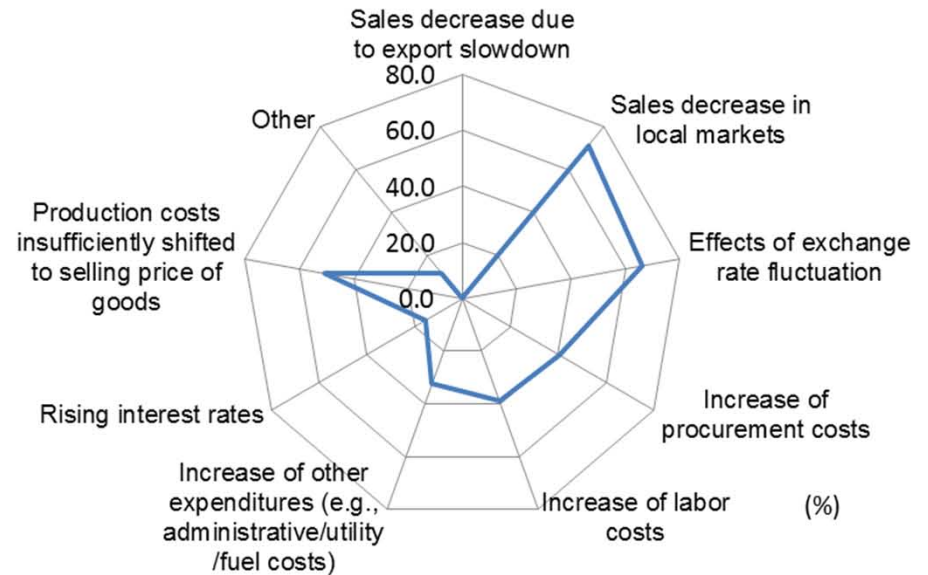 Sales decrease due
to export slowdown
80.0
60.0
40.0
20.0
0.0
Sales decrease in
local markets
Effects of exchange
rate fluctuation
Increase of
procurement costs
Increase of labor
costs
(%)
Increase of other
expenditures (e.g.,
administrative/utility
/fuel costs)
Rising interest rates
Production costs
insufficiently shifted
to selling price of
goods
Other